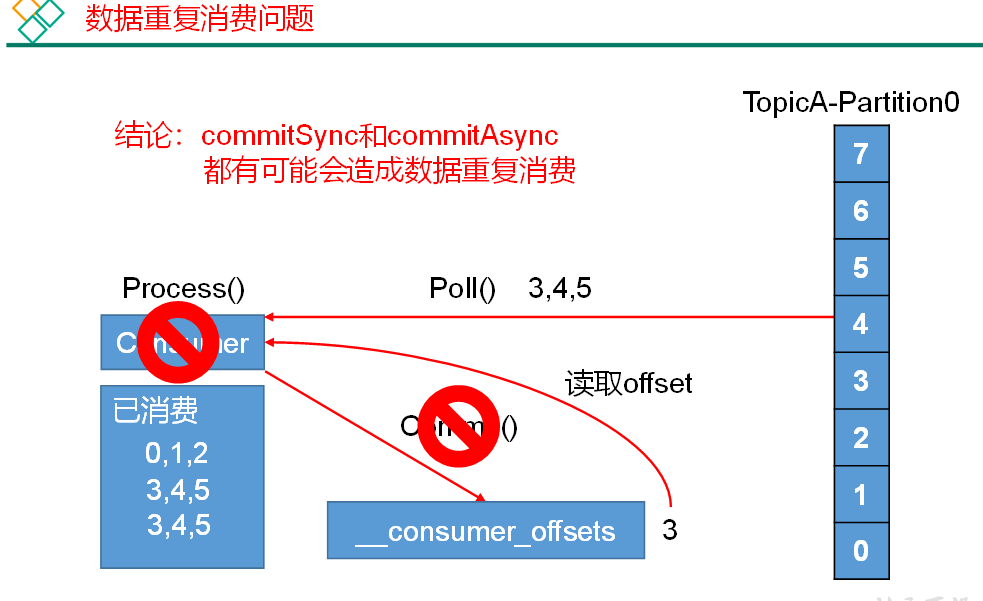 数据重复消费问题
TopicA-Partition0
结论：commitSync和commitAsync
都有可能会造成数据重复消费
7
6
5
4
3
2
1
0
Process()
Poll() 3,4,5
Consumer
读取offset
已消费
0,1,2
3,4,5
3,4,5
__consumer_offsets
3